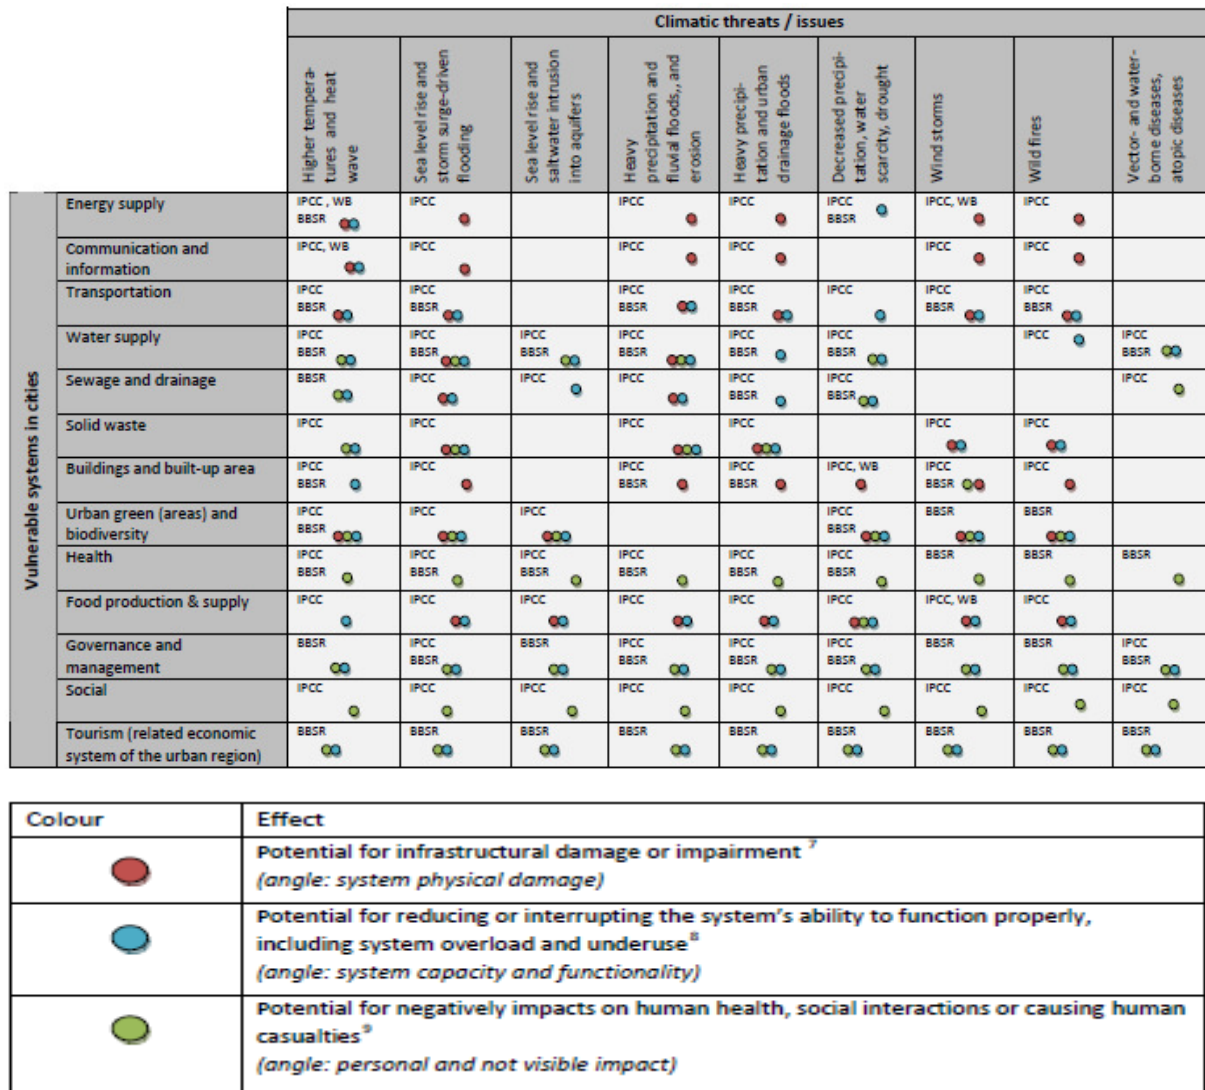 Climatic threats / issues
Higher tempera-
tures and heat
wave
Sea level rise and
storm surge-driven
flooding
Sea level rise and
saltwater intrusion
into aquifers
Heavy
precipitation and
fluvial floods,, and
erosion
Heavy precipi-
tation and urban
drainage floods
Decreased precipi-
tation, water
scarcity, drought
Wind storms
Wild fires
Vector- and water-
borne diseases,
atopic diseases
Vulnerable systems in cities
Energy supply
IPCC , WB
BBSR
IPCC
IPCC
IPCC
IPCC
BBSR
IPCC, WB
IPCC
Communication and
information
IPCC, WB
IPCC
IPCC
IPCC
IPCC
IPCC
Transportation
IPCC
BBSR
IPCC
BBSR
IPCC
BBSR
IPCC
BBSR
IPCC
IPCC
BBSR
IPCC
BBSR
Water supply
IPCC
BBSR
IPCC
BBSR
IPCC
BBSR
IPCC
BBSR
IPCC
BBSR
IPCC
BBSR
IPCC
IPCC
BBSR
Sewage and drainage
BBSR
IPCC
IPCC
IPCC
IPCC
BBSR
IPCC
BBSR
IPCC
Solid waste
IPCC
IPCC
IPCC
IPCC
IPCC
IPCC
Buildings and built-up area
IPCC
BBSR
IPCC
IPCC
BBSR
IPCC
BBSR
IPCC, WB
IPCC
BBSR
IPCC
Urban green (areas) and
biodiversity
IPCC
BBSR
IPCC
IPCC
IPCC
BBSR
BBSR
BBSR
Health
IPCC
BBSR
IPCC
BBSR
IPCC
BBSR
IPCC
BBSR
IPCC
BBSR
IPCC
BBSR
BBSR
BBSR
BBSR
Food production & supply
IPCC
IPCC
IPCC
IPCC
IPCC
IPCC
IPCC, WB
IPCC
Governance and
management
BBSR
IPCC
BBSR
BBSR
IPCC
BBSR
IPCC
BBSR
IPCC
BBSR
BBSR
BBSR
IPCC
BBSR
Social
IPCC
IPCC
IPCC
IPCC
IPCC
IPCC
IPCC
IPCC
IPCC
Tourism (related economic
system of the urban region)
BBSR
BBSR
BBSR
BBSR
BBSR
BBSR
BBSR
BBSR
BBSR
Colour
Effect
Potential for infrastructural damage or impairment 7
(angle: system physical damage)
Potential for reducing or interrupting the system's ability to function properly,
including system overload and underuse8
(angle: system capacity and functionality)
Potential for negatively impacts on human health, social interactions or causing human
casualties9
(angle: personal and not visible impact)